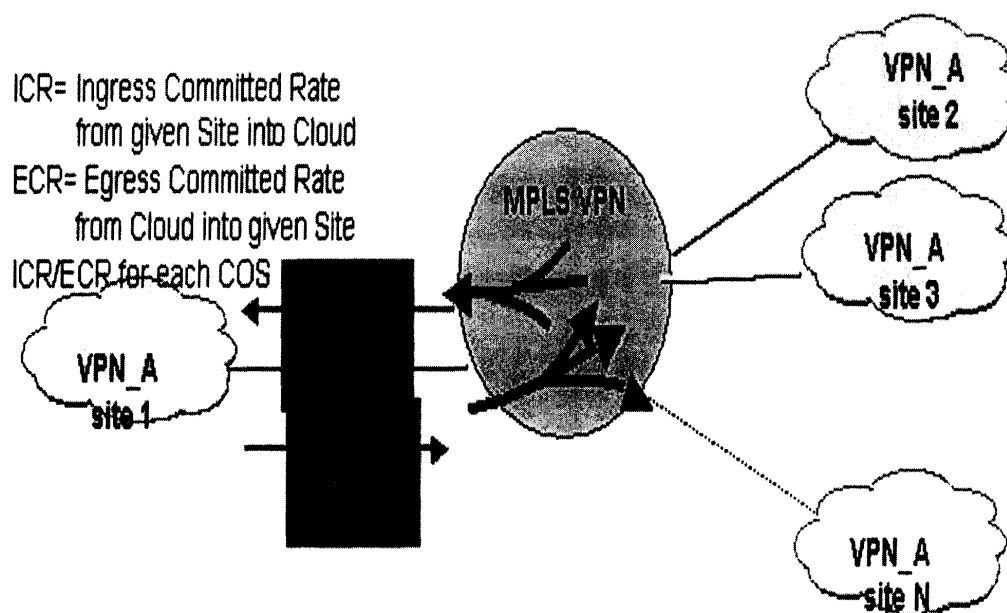 ICR= Ingress Committed Rate
from given Site into Cloud
ECR= Egress Committed Rate
from Cloud into given Site
ICR/ECR for each COS
MPLS VPN
VPN_A
site 2
VPN_A
site 3
VPN_A
site 1
VPN_A
site N